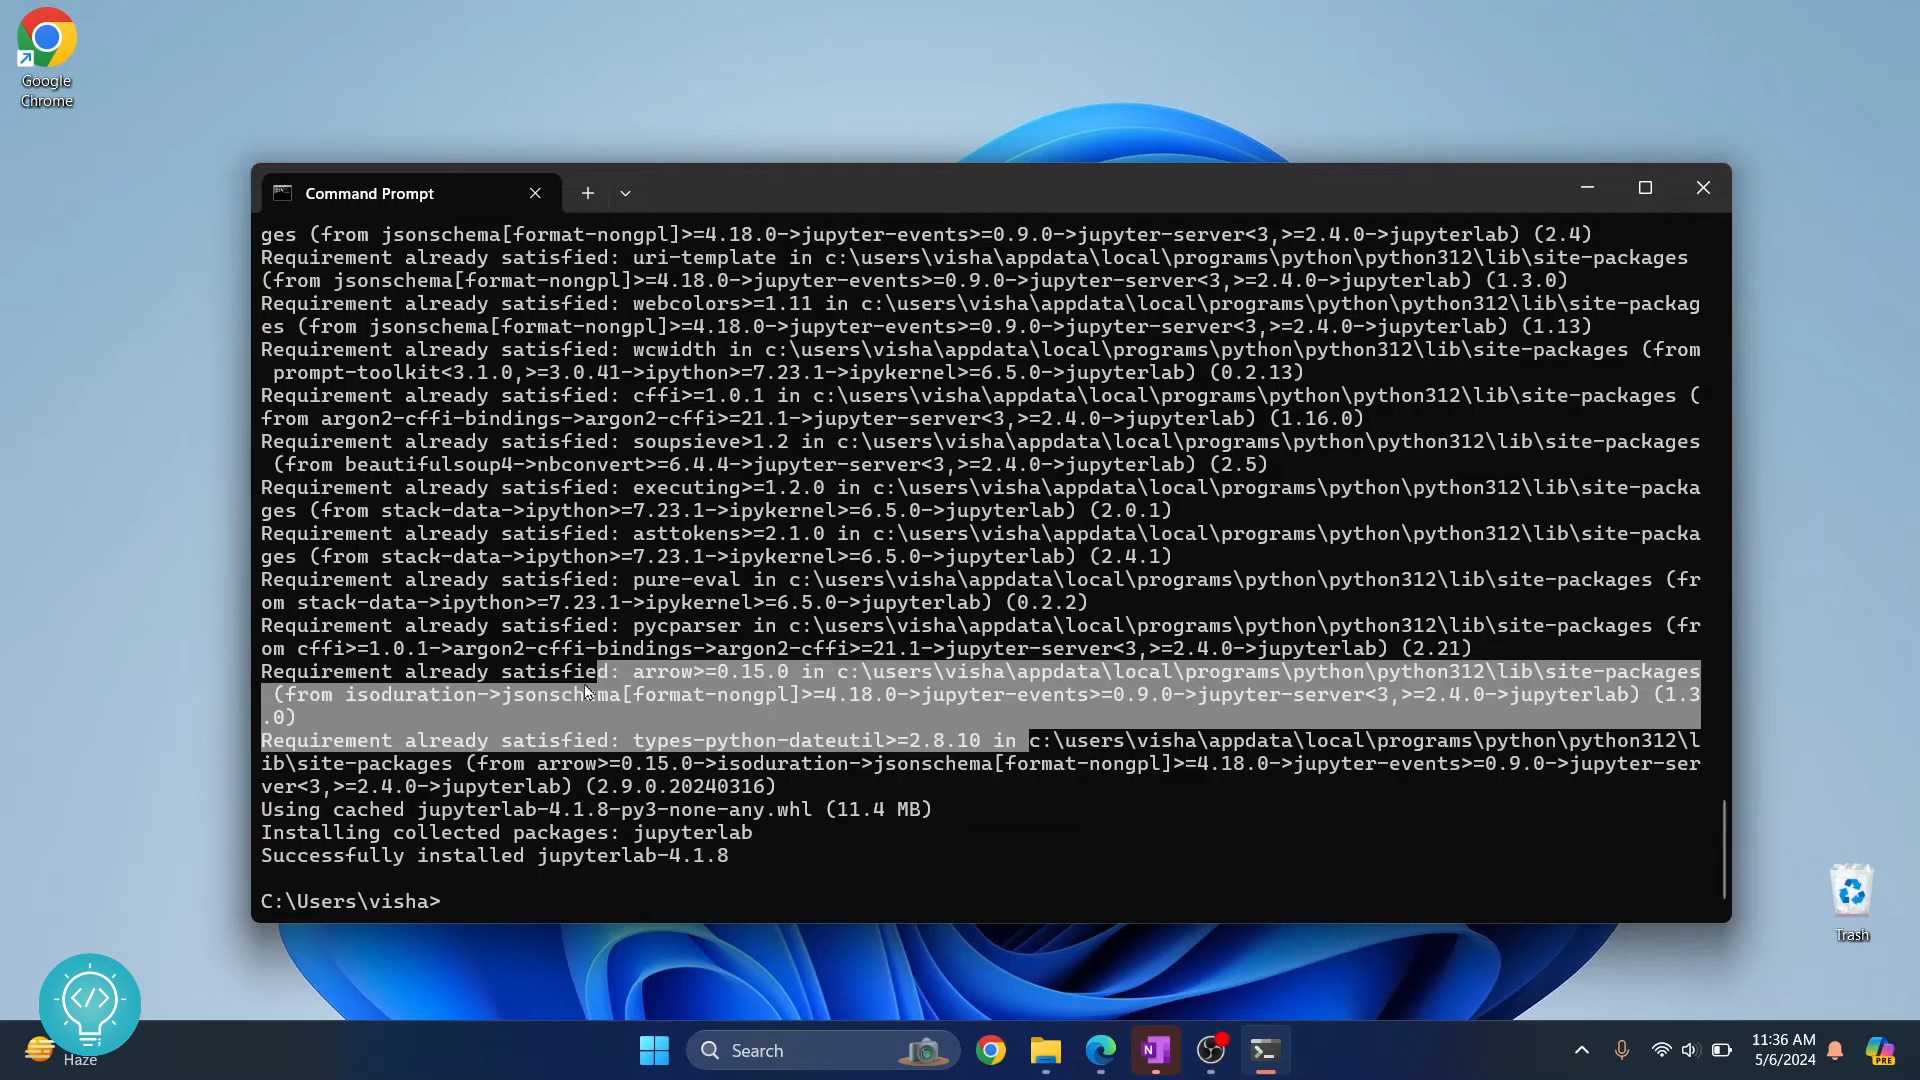 Google
Chrome
Command Prompt
ges (from jsonschema[format-nongpl]>=4.18.0->jupyter-events>=0.9.0->jupyter-server<3,>=2.4.0->jupyterlab) (2.4)
Requirement already satisfied: uri-template in c:\users\visha\appdata\local\programs\python\python312\lib\site-packages
(from jsonschema[format-nongpl]>=4.18.0->jupyter-events>=0.9.0->jupyter-server<3,>=2.4.0->jupyterlab) (1.3.0)
Requirement already satisfied: webcolors>=1.11 in c:\users\visha\appdata\local\programs\python\python312\lib\site-packag
es (from jsonschema[format-nongpl]>=4.18.0->jupyter-events>=0.9.0->jupyter-server<3,>=2.4.0->jupyterlab) (1.13)
Requirement already satisfied: wcwidth in c:\users\visha\appdata\local\programs\python\python312\lib\site-packages (from
prompt-toolkit<3.1.0,>=3.0.41->ipython>=7.23.1->ipykernel>=6.5.0->jupyterlab) (0.2.13)
Requirement already satisfied: cffi>=1.0.1 in c:\users\visha\appdata\local\programs\python\python312\lib\site-packages (
from argon2-cffi-bindings->argon2-cffi>=21.1->jupyter-server<3,>=2.4.0->jupyterlab) (1.16.0)
Requirement already satisfied: soupsieve>1.2 in c:\users\visha\appdata\local\programs\python\python312\lib\site-packages
(from beautifulsoup4->nbconvert>=6.4.4->jupyter-server<3,>=2.4.0->jupyterlab) (2.5)
Requirement already satisfied: executing>=1.2.0 in c:\users\visha\appdata\local\programs\python\python312\lib\site-packa
ges (from stack-data->ipython>=7.23.1->ipykernel>=6.5.0->jupyterlab) (2.0.1)
Requirement already satisfied: asttokens>=2.1.0 in c:\users\visha\appdata\local\programs\python\python312\lib\site-packa
ges (from stack-data->ipython>=7.23.1->ipykernel>=6.5.0->jupyterlab) (2.4.1)
Requirement already satisfied: pure-eval in c:\users\visha\appdata\local\programs\python\python312\lib\site-packages (fr
om stack-data->ipython>=7.23.1->ipykernel>=6.5.0->jupyterlab) (0.2.2)
Requirement already satisfied: pycparser in c:\users\visha\appdata\local\programs\python\python312\lib\site-packages (fr
om cffi>=1.0.1->argon2-cffi-bindings->argon2-cffi>=21.1->jupyter-server<3,>=2.4.0->jupyterlab) (2.21)
Requirement already satisfied: arrow>=0.15.0 in c:\users\visha\appdata\local\programs\python\python312\lib\site-packages
(from isoduration->jsonschema[format-nongpl]>=4.18.0->jupyter-events>=0.9.0->jupyter-server<3,>=2.4.0->jupyterlab) (1.3
.0)
Requirement already satisfied: types-python-dateutil>=2.8.10 in c:\users\visha\appdata\local\programs\python\python312\l
ib\site-packages (from arrow>=0.15.0->isoduration->jsonschema[format-nongpl]>=4.18.0->jupyter-events>=0.9.0->jupyter-ser
ver<3,>=2.4.0->jupyterlab) (2.9.0.20240316)
Using cached jupyterlab-4.1.8-py3-none-any.whl (11.4 MB)
Installing collected packages: jupyterlab
Successfully installed jupyterlab-4.1.8
C:\Users\visha>
Trash
Haze
Search
11:36 AM
5/6/2024
PRE